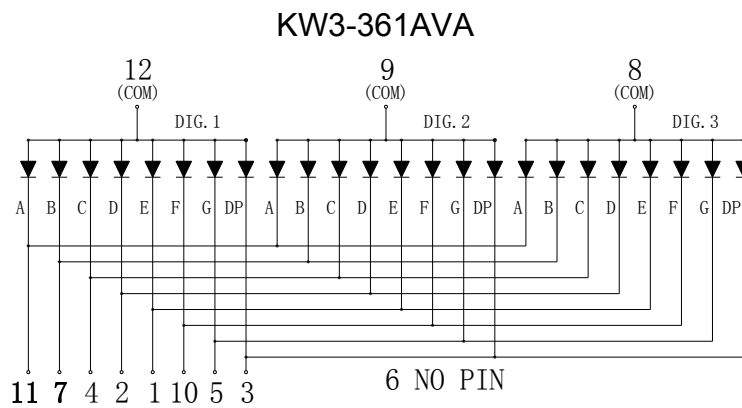 KW3-361AVA
12 9 8
(COM) (COM) (COM)
DIG.1 DIG.2 DIG.3
A B C D E F G DP A B C D E F G DP A B C D E F G DP
11 7 4 2 1 10 5 3 6 NO PIN